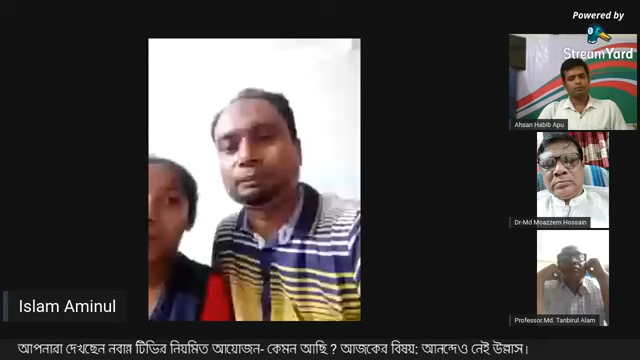 Powered by
StreamYard
Ahsan Habib Apu
Dr-Md Moazzem Hossain
Islam Aminul
Professor.Md. Tanbirul Alam
আপনারা দেখছেন নবান্ন টিভির নিয়মিত আয়োজন- কেমন আছি ? আজকের বিষয়: আনন্দেও নেই উল্লাস।